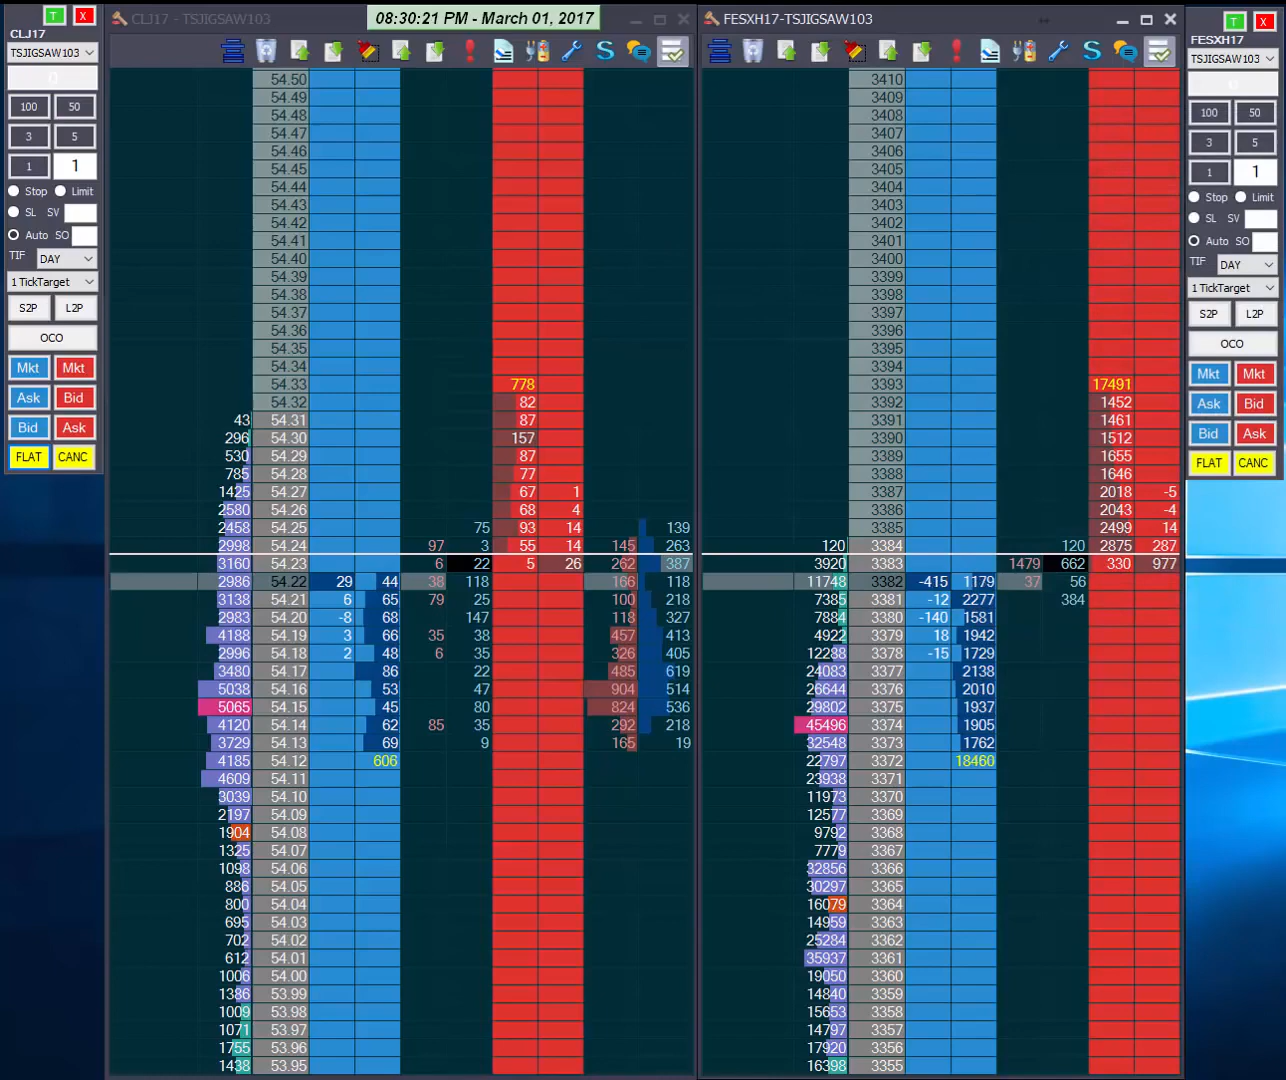 T X
CLJ17
TSJIGSAW103
0
100 50
3 5
1 1
Stop Limit
SL SV
Auto SO
TIF DAY
1 TickTarget
S2P L2P
OCO
Mkt Mkt
Ask Bid
Bid Ask
FLAT CANC
CLJ17 - TSJIGSAW103
08:30:21 PM - March 01, 2017
54.50
54.49
54.48
54.47
54.46
54.45
54.44
54.43
54.42
54.41
54.40
54.39
54.38
54.37
54.36
54.35
54.34
54.33 778
54.32 82
43 54.31 87
296 54.30 157
530 54.29 87
785 54.28 77
1425 54.27 67 1
2580 54.26 68 4
2458 54.25 75 93 14 139
2998 54.24 97 3 55 14 145 263
3160 54.23 6 22 5 26 262 387
2986 54.22 29 44 38 118 166 118
3138 54.21 6 65 79 25 100 218
2983 54.20 -8 68 147 118 327
4188 54.19 3 66 35 38 457 413
2996 54.18 2 48 6 35 326 405
3480 54.17 86 22 485 619
5038 54.16 53 47 904 514
5065 54.15 45 80 824 536
4120 54.14 62 85 35 292 218
3729 54.13 69 9 165 19
4185 54.12 606
4609 54.11
3039 54.10
2197 54.09
1904 54.08
1325 54.07
1098 54.06
886 54.05
800 54.04
695 54.03
702 54.02
612 54.01
1006 54.00
1386 53.99
1009 53.98
1071 53.97
1755 53.96
1438 53.95
FESXH17-TSJIGSAW103
3410
3409
3408
3407
3406
3405
3404
3403
3402
3401
3400
3399
3398
3397
3396
3395
3394
3393 17491
3392 1452
3391 1461
3390 1512
3389 1655
3388 1646
3387 2018 -5
3386 2043 -4
3385 2499 14
120 3384 120 2875 287
3920 3383 1479 662 330 977
11748 3382 -415 1179 37 56
7385 3381 -12 2277 384
7884 3380 -140 1581
4922 3379 18 1942
12288 3378 -15 1729
24083 3377 2138
26644 3376 2010
29802 3375 1937
45496 3374 1905
32548 3373 1762
22797 3372 18460
23938 3371
11973 3370
12577 3369
9792 3368
7779 3367
32856 3366
30297 3365
16079 3364
14959 3363
25284 3362
35937 3361
19050 3360
14840 3359
15653 3358
14797 3357
17920 3356
16398 3355
T X
FESXH17
TSJIGSAW103
0
100 50
3 5
1 1
Stop Limit
SL SV
Auto SO
TIF DAY
1 TickTarget
S2P L2P
OCO
Mkt Mkt
Ask Bid
Bid Ask
FLAT CANC